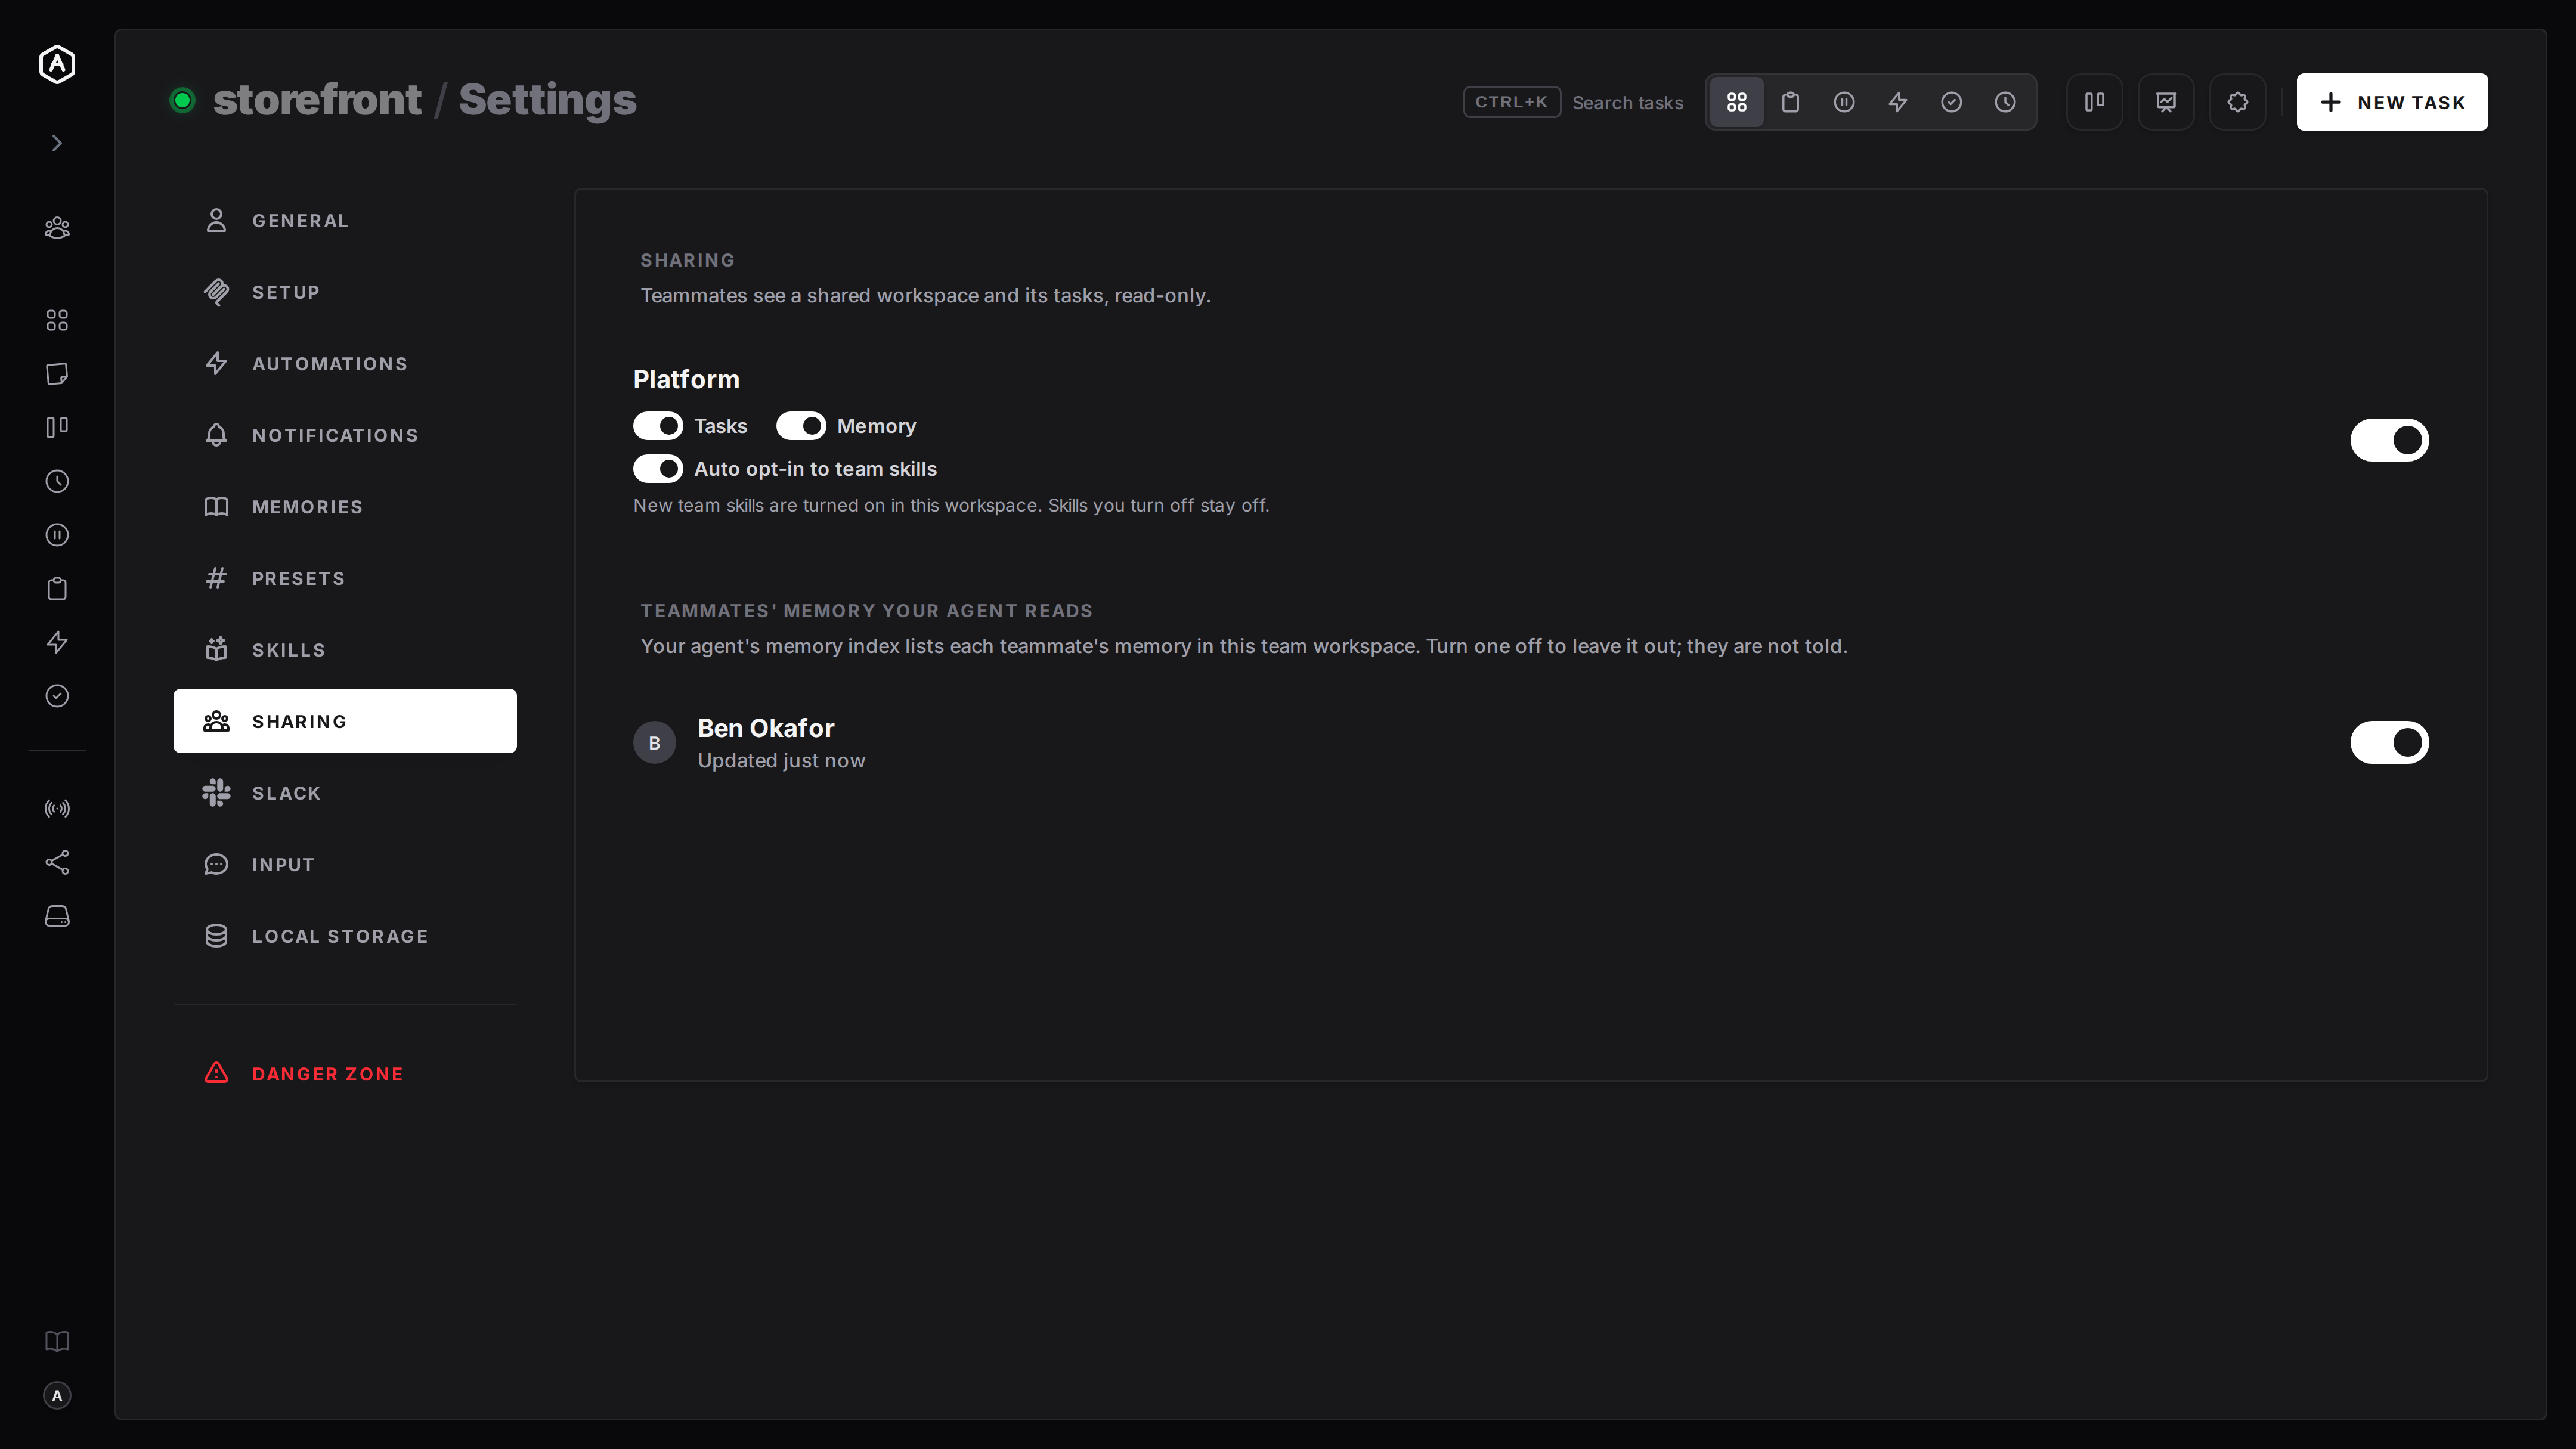 storefront / Settings
CTRL+K Search tasks
NEW TASK
GENERAL
SETUP
AUTOMATIONS
NOTIFICATIONS
MEMORIES
PRESETS
SKILLS
SHARING
SLACK
INPUT
LOCAL STORAGE
DANGER ZONE
SHARING
Teammates see a shared workspace and its tasks, read-only.
Platform
Tasks Memory
Auto opt-in to team skills
New team skills are turned on in this workspace. Skills you turn off stay off.
TEAMMATES' MEMORY YOUR AGENT READS
Your agent's memory index lists each teammate's memory in this team workspace. Turn one off to leave it out; they are not told.
B
Ben Okafor
Updated just now
A